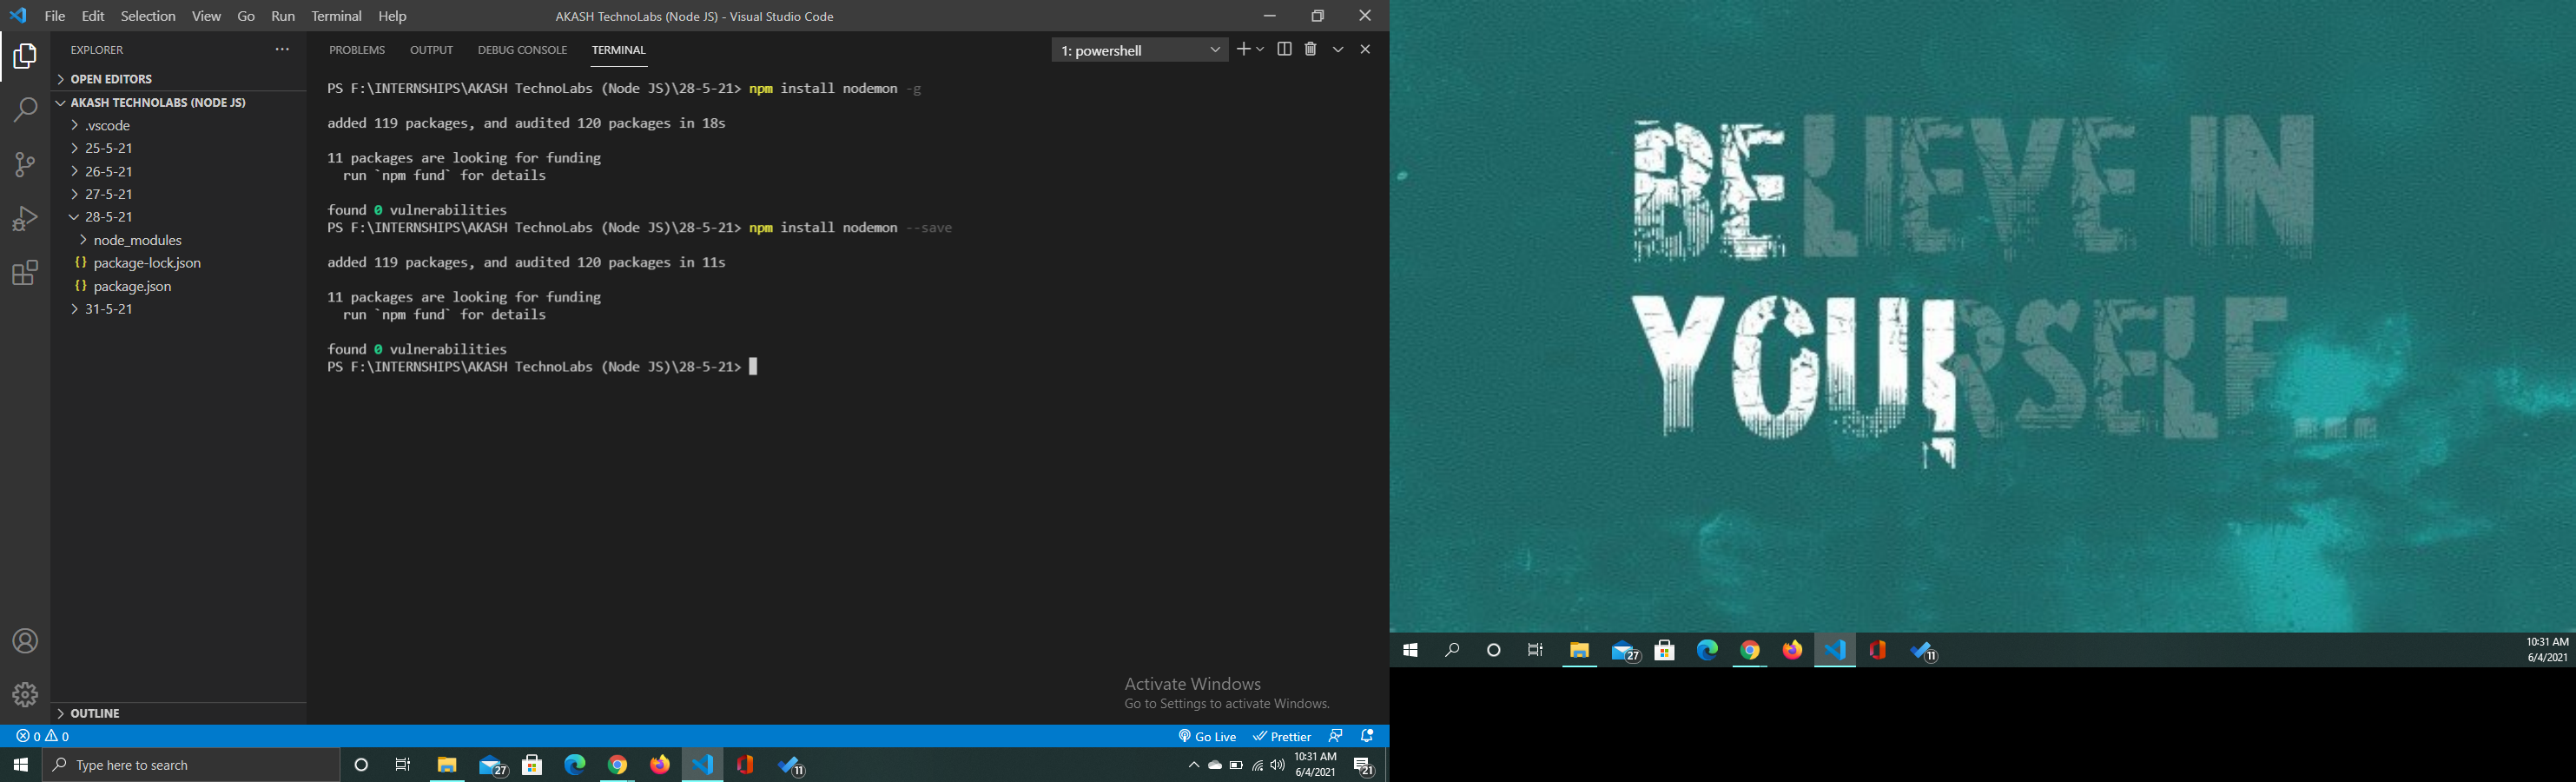 File Edit Selection View Go Run Terminal Help
AKASH TechnoLabs (Node JS) - Visual Studio Code
EXPLORER
OPEN EDITORS
AKASH TECHNOLABS (NODE JS)
.vscode
25-5-21
26-5-21
27-5-21
28-5-21
node_modules
{} package-lock.json
{} package.json
31-5-21
OUTLINE
PROBLEMS OUTPUT DEBUG CONSOLE TERMINAL
1: powershell
PS F:\INTERNSHIPS\AKASH TechnoLabs (Node JS)\28-5-21> npm install nodemon -g
added 119 packages, and audited 120 packages in 18s
11 packages are looking for funding
run `npm fund` for details
found 0 vulnerabilities
PS F:\INTERNSHIPS\AKASH TechnoLabs (Node JS)\28-5-21> npm install nodemon --save
added 119 packages, and audited 120 packages in 11s
11 packages are looking for funding
run `npm fund` for details
found 0 vulnerabilities
PS F:\INTERNSHIPS\AKASH TechnoLabs (Node JS)\28-5-21>
Activate Windows
Go to Settings to activate Windows.
0 0
Go Live Prettier
Type here to search
27
11
10:31 AM
6/4/2021
21
BELIEVE IN
YOURSELF...
27
11
10:31 AM
6/4/2021